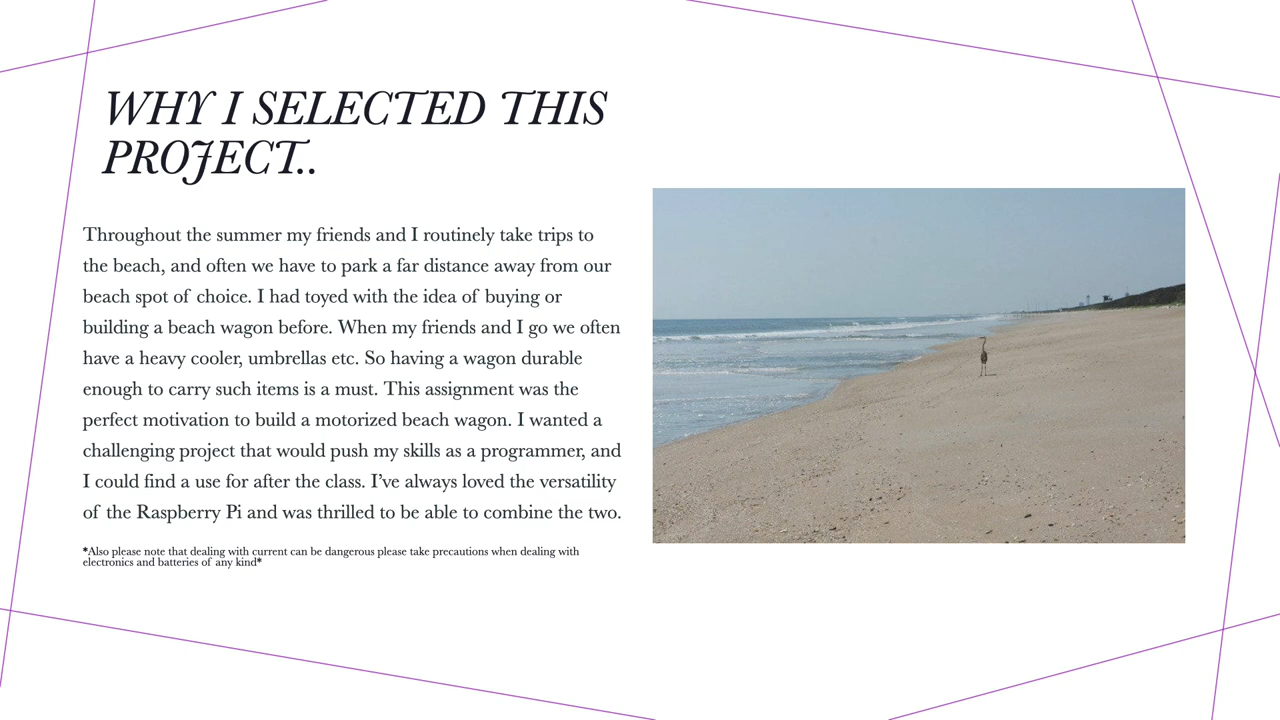 WHY I SELECTED THIS
PROJECT..
Throughout the summer my friends and I routinely take trips to
the beach, and often we have to park a far distance away from our
beach spot of choice. I had toyed with the idea of buying or
building a beach wagon before. When my friends and I go we often
have a heavy cooler, umbrellas etc. So having a wagon durable
enough to carry such items is a must. This assignment was the
perfect motivation to build a motorized beach wagon. I wanted a
challenging project that would push my skills as a programmer, and
I could find a use for after the class. I’ve always loved the versatility
of the Raspberry Pi and was thrilled to be able to combine the two.
*Also please note that dealing with current can be dangerous please take precautions when dealing with
electronics and batteries of any kind*